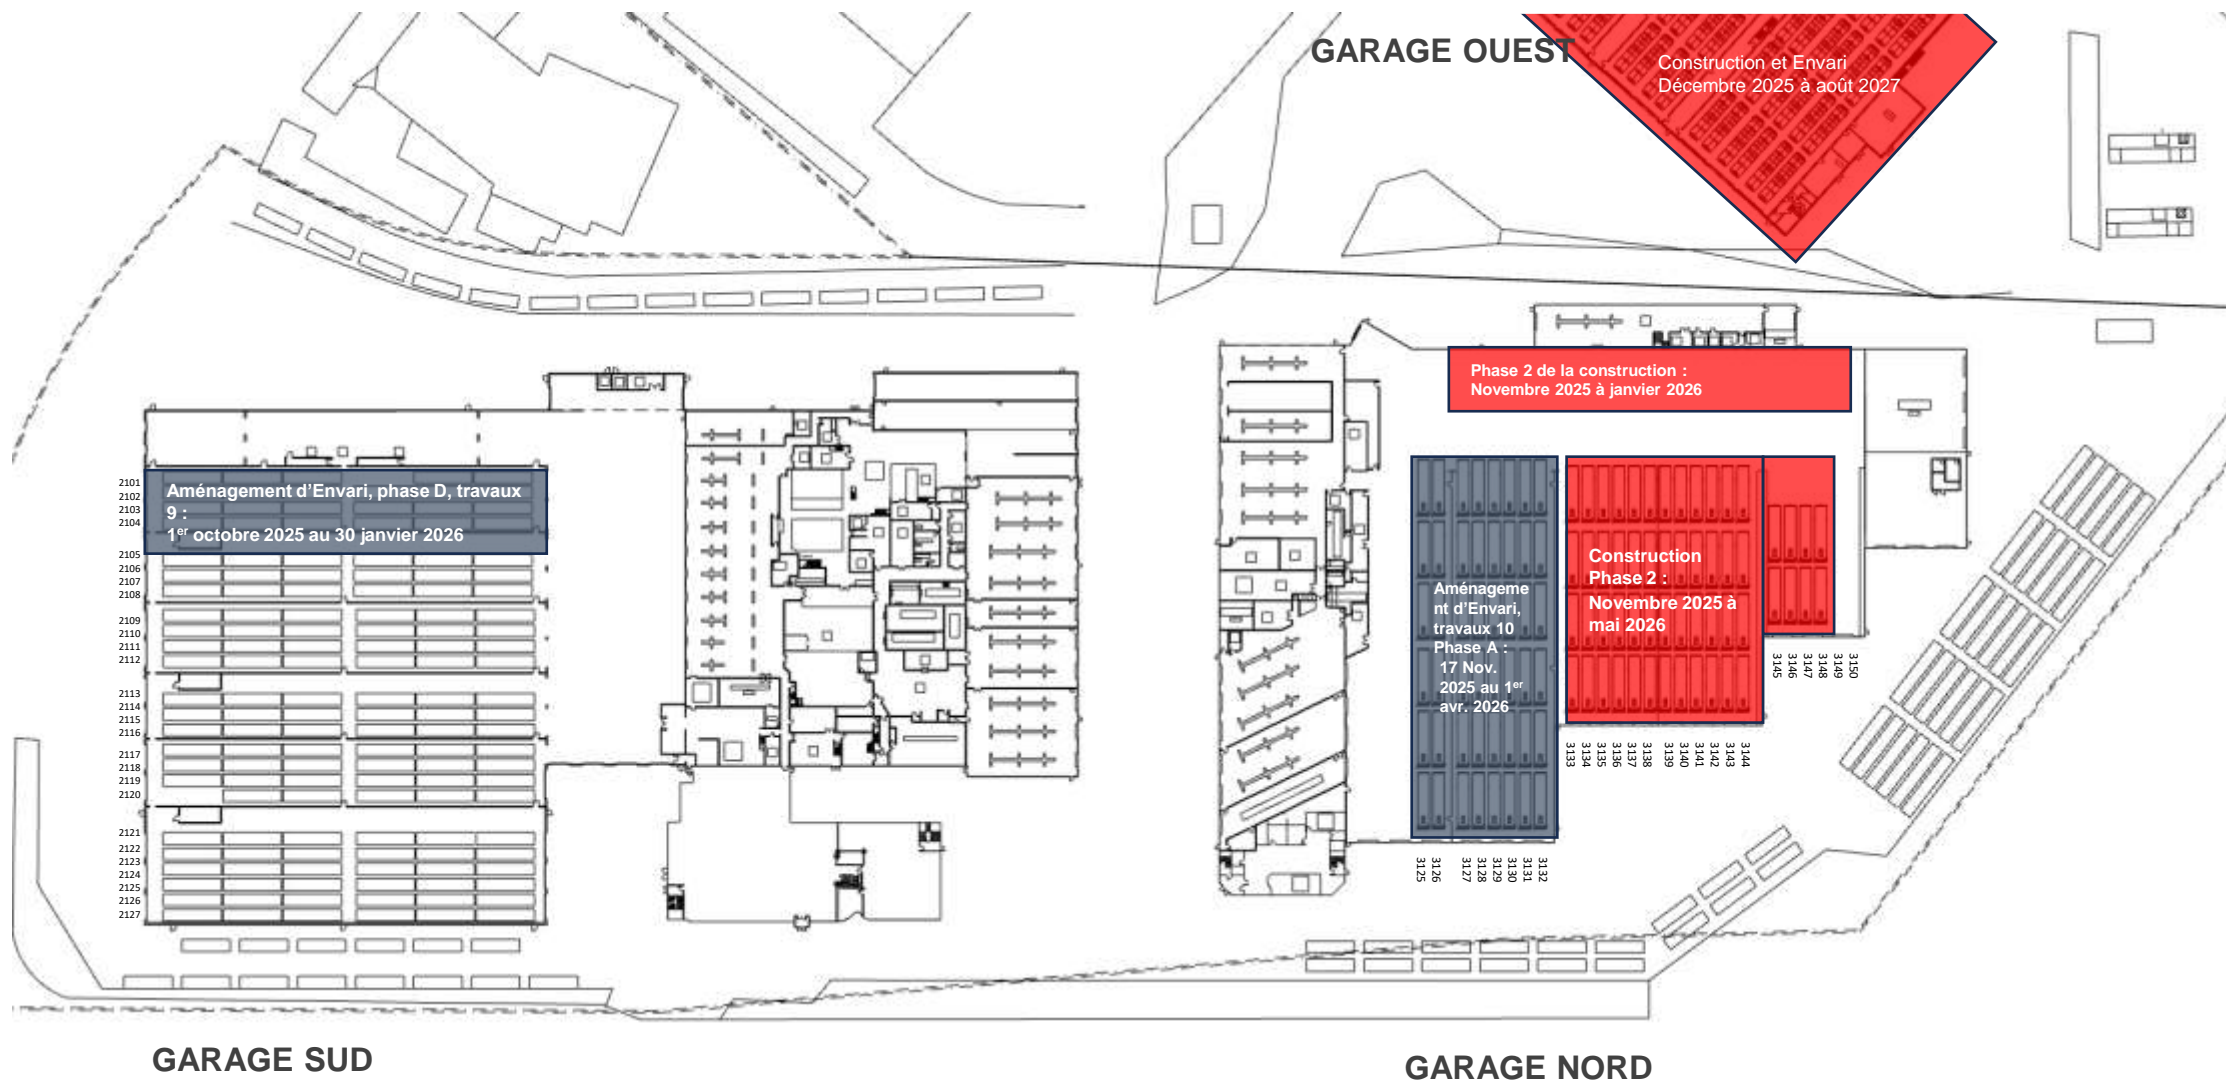 GARAGE OUEST
Construction et Envari
Décembre 2025 à août 2027
Phase 2 de la construction :
Novembre 2025 à janvier 2026
Aménagement d’Envari, phase D, travaux
9 :
1er octobre 2025 au 30 janvier 2026
2101
2102
2103
2104
2105
2106
2107
2108
2109
2110
2111
2112
2113
2114
2115
2116
2117
2118
2119
2120
2121
2122
2123
2124
2125
2126
2127
Aménageme
nt d’Envari,
travaux 10
Phase A :
17 Nov.
2025 au 1er
avr. 2026
Construction
Phase 2 :
Novembre 2025 à
mai 2026
3125
3126
3127
3128
3129
3130
3131
3132
3133
3134
3135
3136
3137
3138
3139
3140
3141
3142
3143
3144
3145
3146
3147
3148
3149
3150
GARAGE SUD
GARAGE NORD